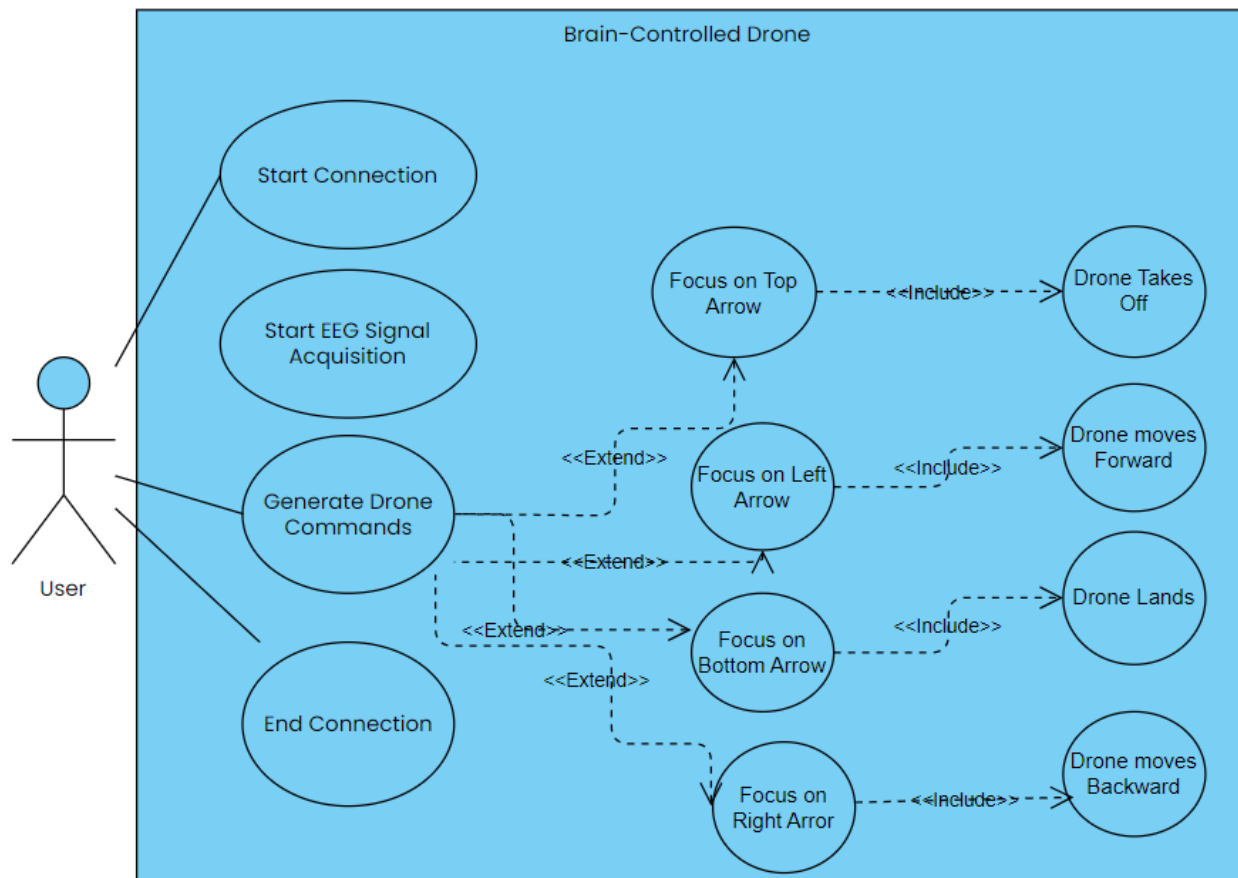 Brain-Controlled Drone
Start Connection
Start EEG Signal
Acquisition
Generate Drone
Commands
End Connection
User
Focus on Top
Arrow
<<Include>>
Drone Takes
Off
<<Extend>>
Focus on Left
Arrow
<<Include>>
Drone moves
Forward
<<Extend>>
<<Extend>>
Focus on
Bottom Arrow
<<Include>>
Drone Lands
<<Extend>>
Focus on
Right Arror
<<Include>>
Drone moves
Backward